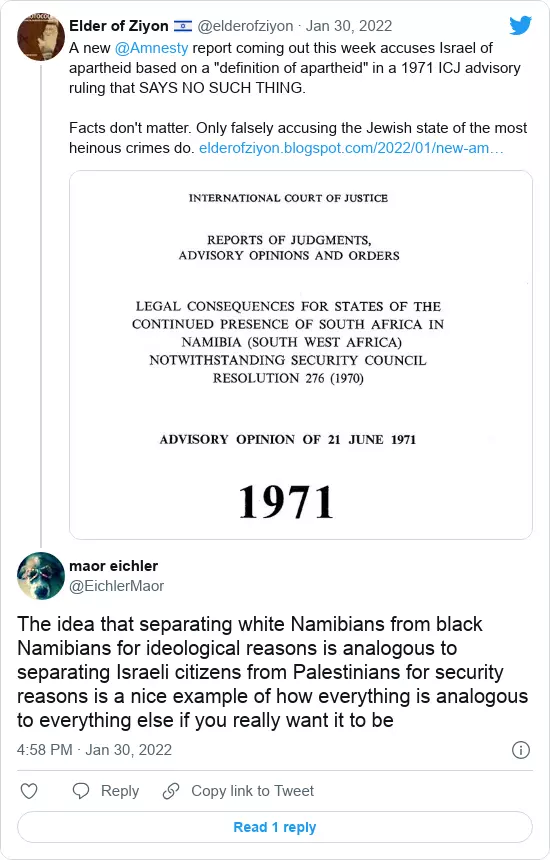 Elder of Ziyon 🇮🇱 @elderofziyon · Jan 30, 2022
A new @Amnesty report coming out this week accuses Israel of
apartheid based on a "definition of apartheid" in a 1971 ICJ advisory
ruling that SAYS NO SUCH THING.
Facts don't matter. Only falsely accusing the Jewish state of the most
heinous crimes do. elderofziyon.blogspot.com/2022/01/new-am…
INTERNATIONAL COURT OF JUSTICE
REPORTS OF JUDGMENTS,
ADVISORY OPINIONS AND ORDERS
LEGAL CONSEQUENCES FOR STATES OF THE
CONTINUED PRESENCE OF SOUTH AFRICA IN
NAMIBIA (SOUTH WEST AFRICA)
NOTWITHSTANDING SECURITY COUNCIL
RESOLUTION 276 (1970)
ADVISORY OPINION OF 21 JUNE 1971
1971
maor eichler
@EichlerMaor
The idea that separating white Namibians from black
Namibians for ideological reasons is analogous to
separating Israeli citizens from Palestinians for security
reasons is a nice example of how everything is analogous
to everything else if you really want it to be
4:58 PM · Jan 30, 2022
Reply
Copy link to Tweet
Read 1 reply